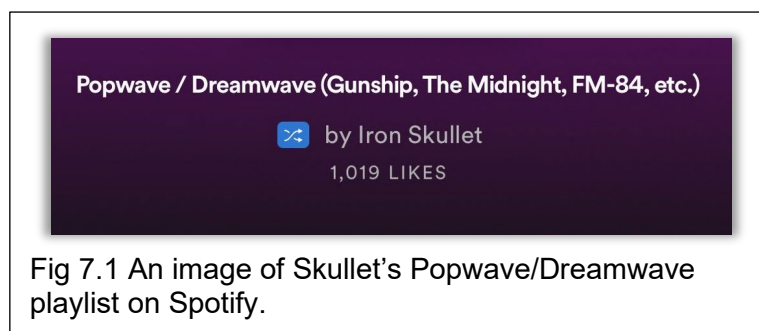 Popwave / Dreamwave (Gunship, The Midnight, FM-84, etc.)
by Iron Skullet
1,019 LIKES
Fig 7.1 An image of Skullet’s Popwave/Dreamwave
playlist on Spotify.